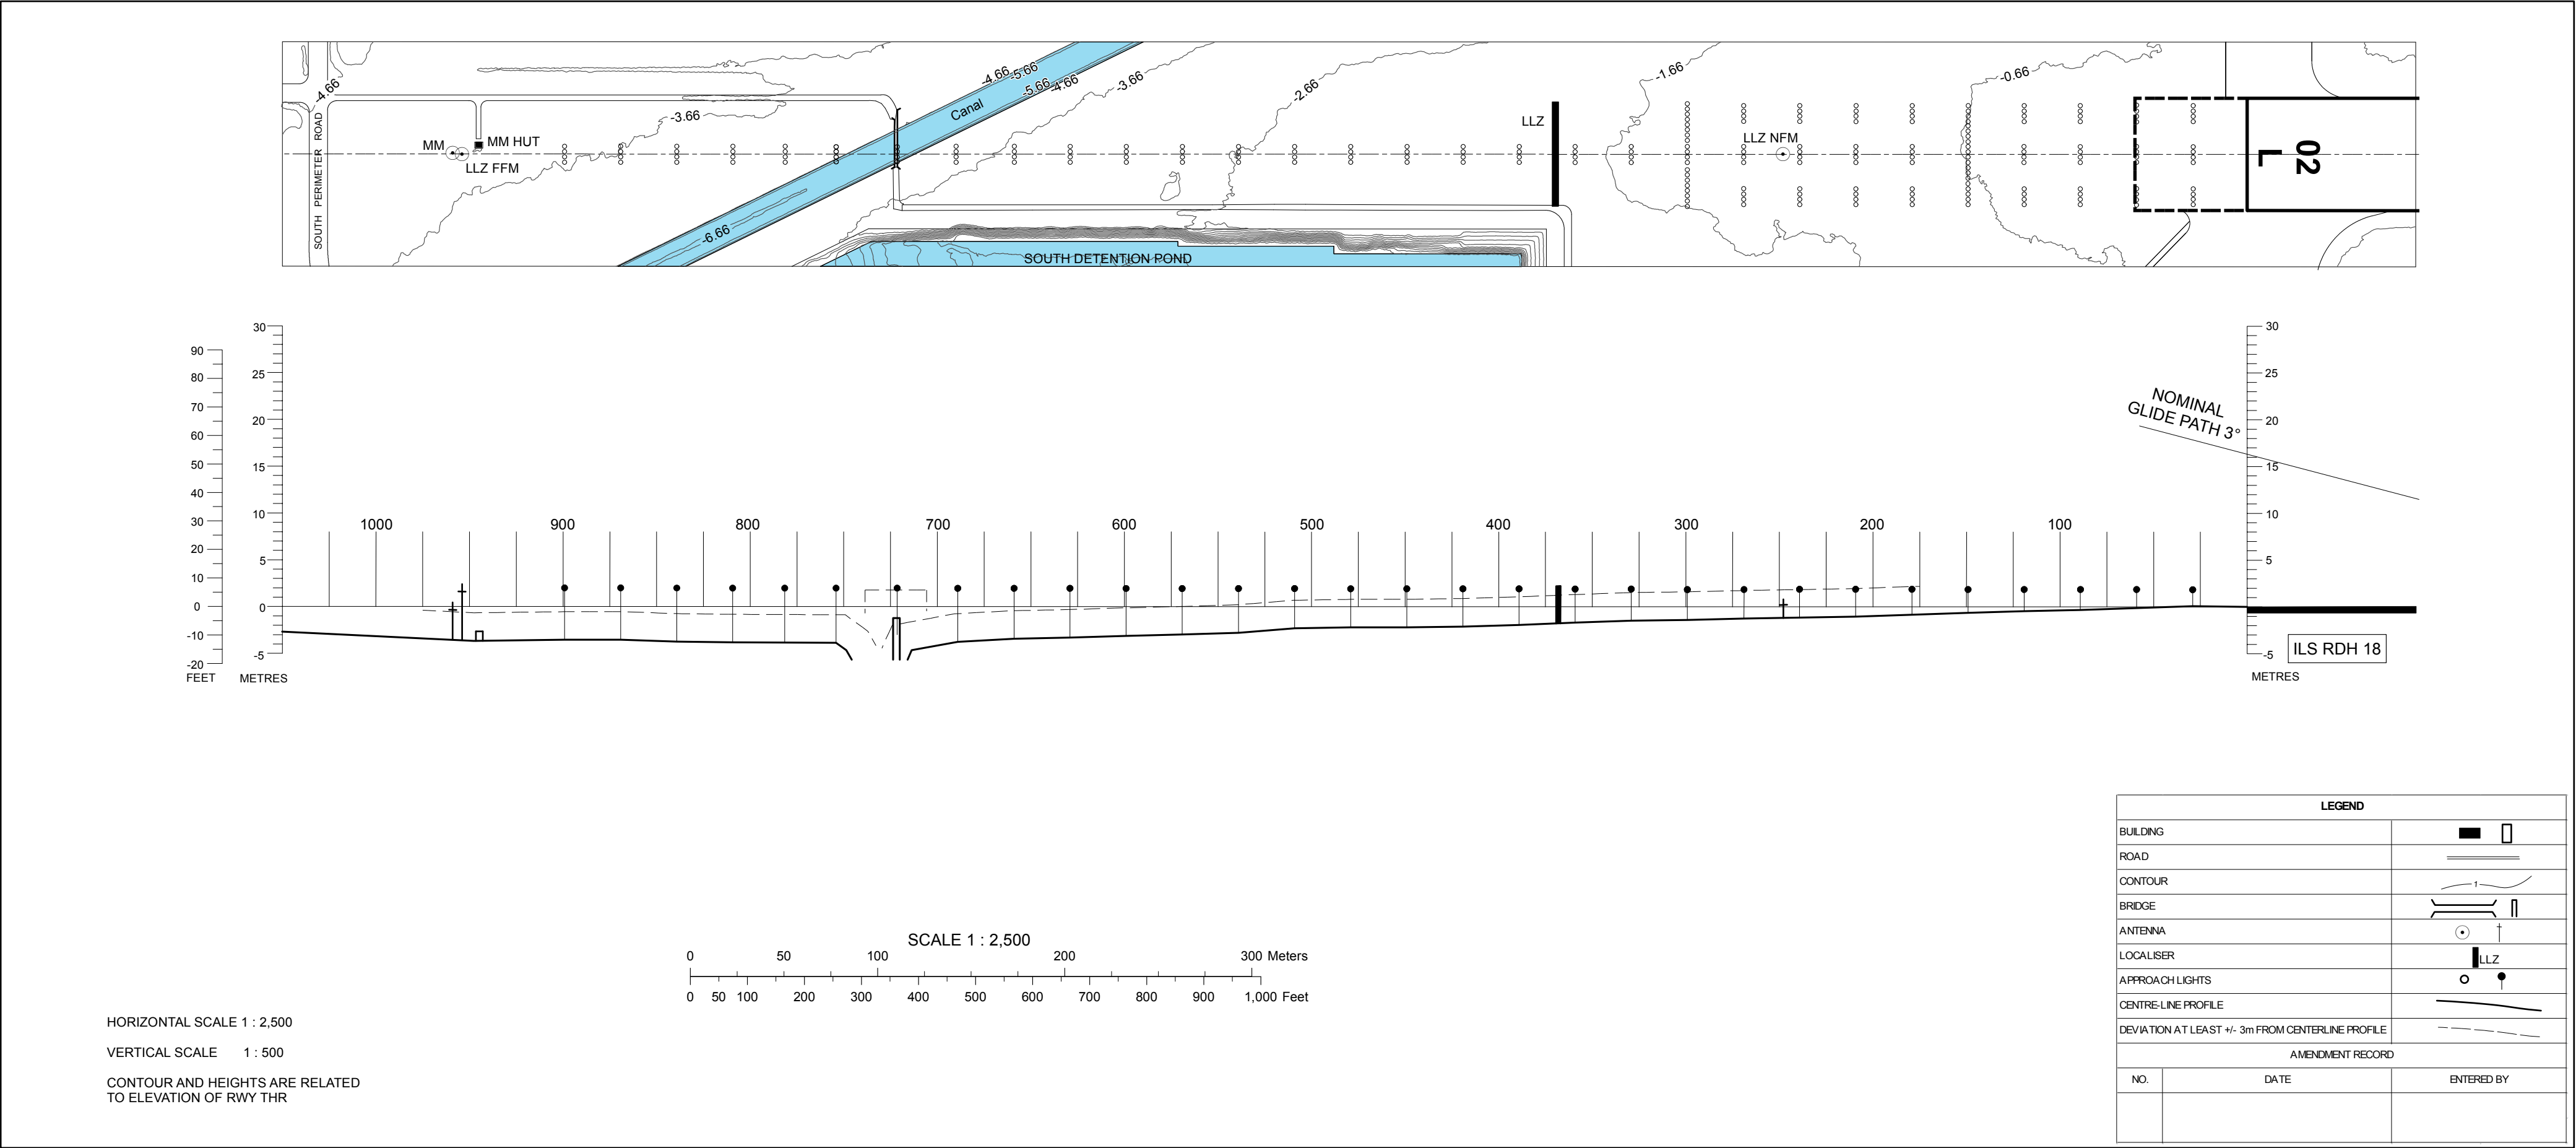 -4.66
SOUTH PERIMETER ROAD
MM
MM HUT
LLZ FFM
-3.66
-4.66
-5.66
-5.66
-4.66
Canal
-3.66
-6.66
-2.66
SOUTH DETENTION POND
LLZ
-1.66
LLZ NFM
-0.66
02
L
90
80
70
60
50
40
30
20
10
0
-10
-20
FEET
30
25
20
15
10
5
0
-5
METRES
1000 900 800 700 600 500 400 300 200 100
NOMINAL
GLIDE PATH 3°
30
25
20
15
10
5
-5
METRES
ILS RDH 18
SCALE 1 : 2,500
0 50 100 200 300 Meters
0 50 100 200 300 400 500 600 700 800 900 1,000 Feet
HORIZONTAL SCALE 1 : 2,500
VERTICAL SCALE 1 : 500
CONTOUR AND HEIGHTS ARE RELATED
TO ELEVATION OF RWY THR
LEGEND
BUILDING
ROAD
CONTOUR
1
BRIDGE
ANTENNA
LOCALISER
LLZ
APPROACH LIGHTS
CENTRE-LINE PROFILE
DEVIATION AT LEAST +/- 3m FROM CENTERLINE PROFILE
AMENDMENT RECORD
NO. DATE ENTERED BY